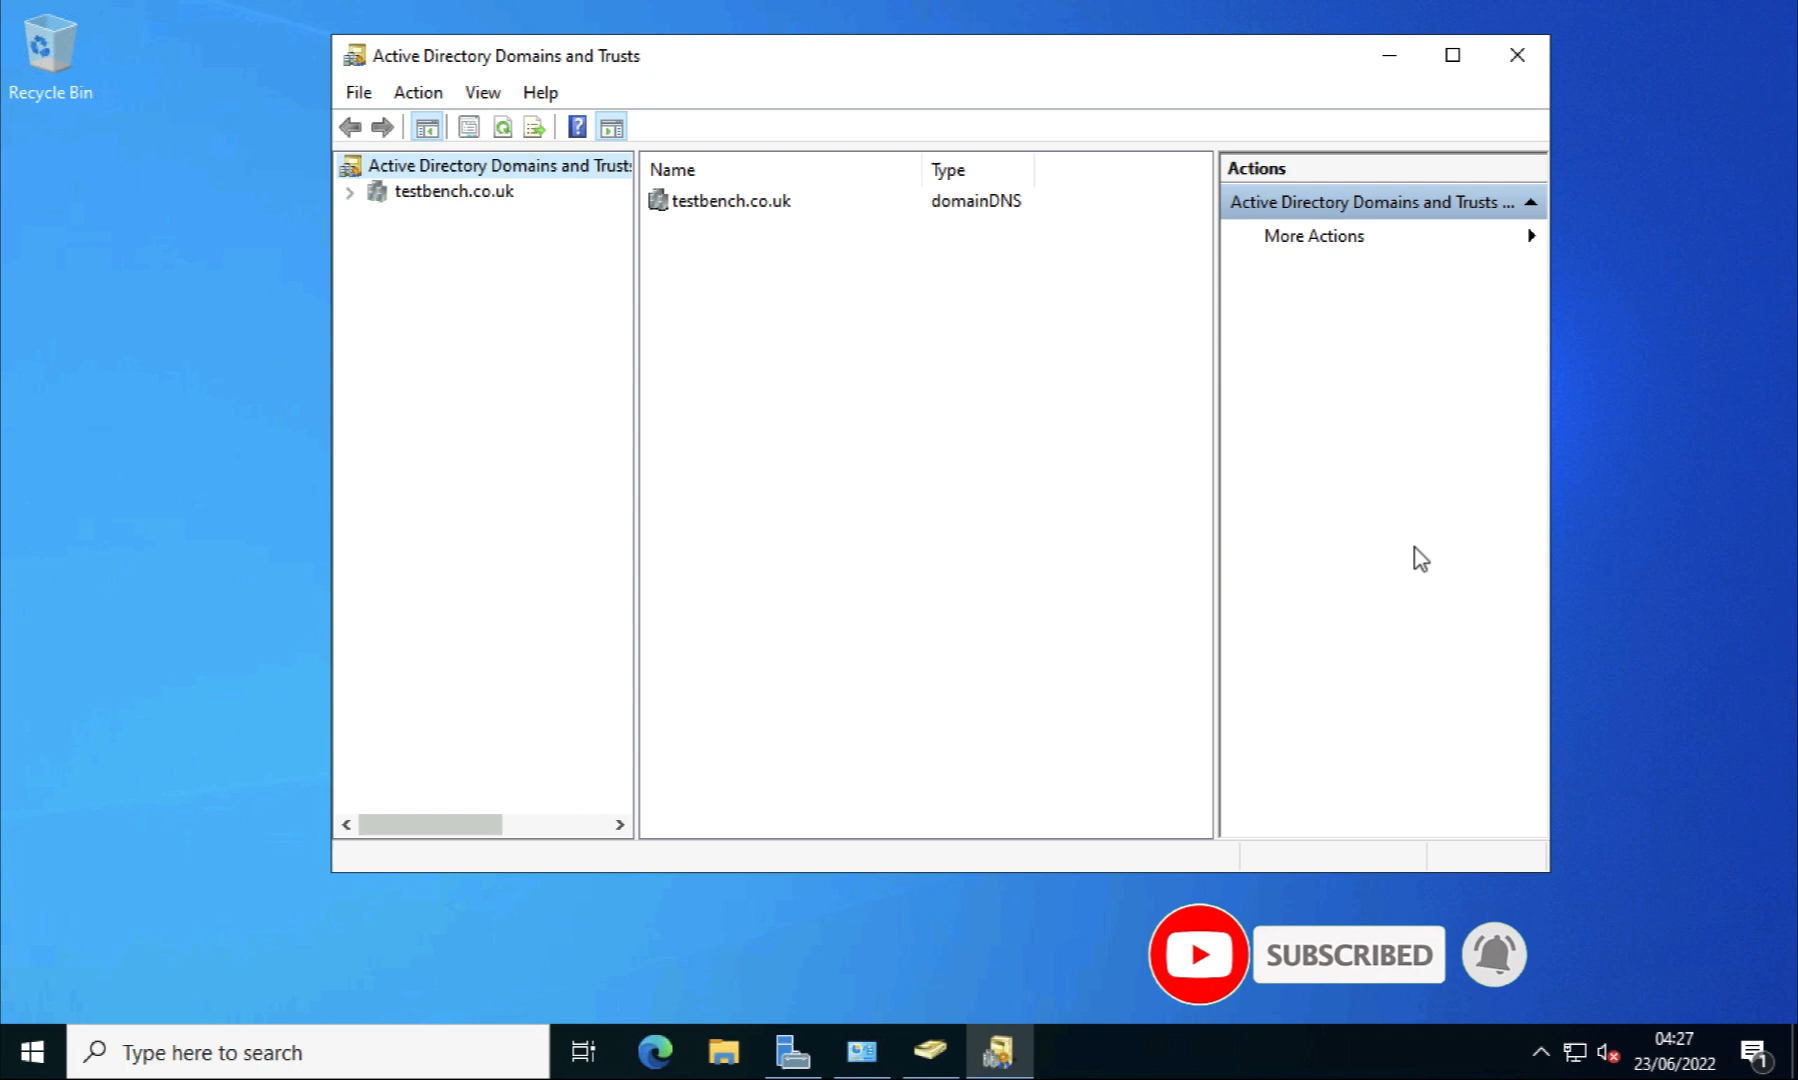 Recycle Bin
Active Directory Domains and Trusts
File Action View Help
Active Directory Domains and Trusts
testbench.co.uk
Name Type
testbench.co.uk domainDNS
Actions
Active Directory Domains and Trusts ...
More Actions
SUBSCRIBED
Type here to search
04:27
23/06/2022
1